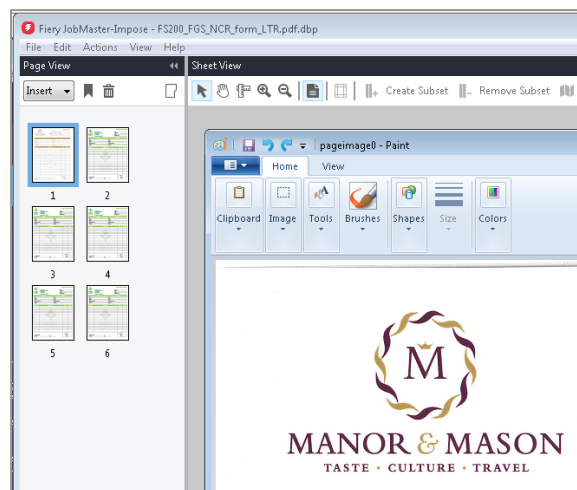 Fiery JobMaster-Impose - FS200_FGS_NCR_form_LTR.pdf.dbp
File Edit Actions View Help
Page View
Sheet View
Insert
Create Subset
Remove Subset
pageimage0 - Paint
Home View
Clipboard Image Tools Brushes Shapes Size Colors
1 2
3 4
5 6
M
MANOR & MASON
TASTE • CULTURE • TRAVEL